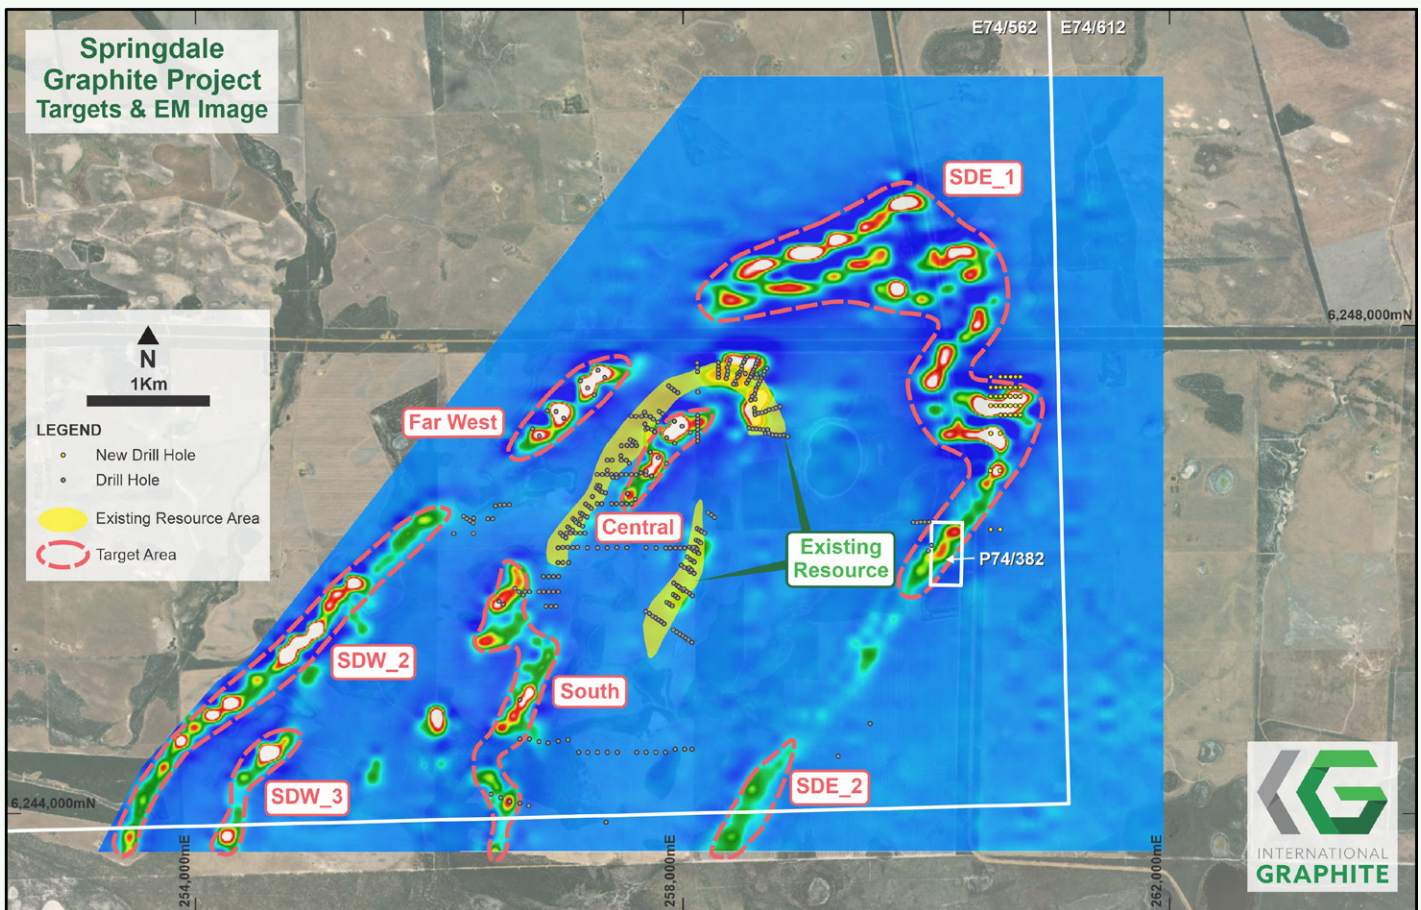 Springdale
Graphite Project
Targets & EM Image
E74/562
E74/612
SDE_1
6,248,000mN
N
1Km
LEGEND
New Drill Hole
Drill Hole
Existing Resource Area
Target Area
Far West
Central
Existing
Resource
P74/382
SDW_2
South
SDW_3
SDE_2
6,244,000mN
254,000mE
258,000mE
262,000mE
INTERNATIONAL
GRAPHITE